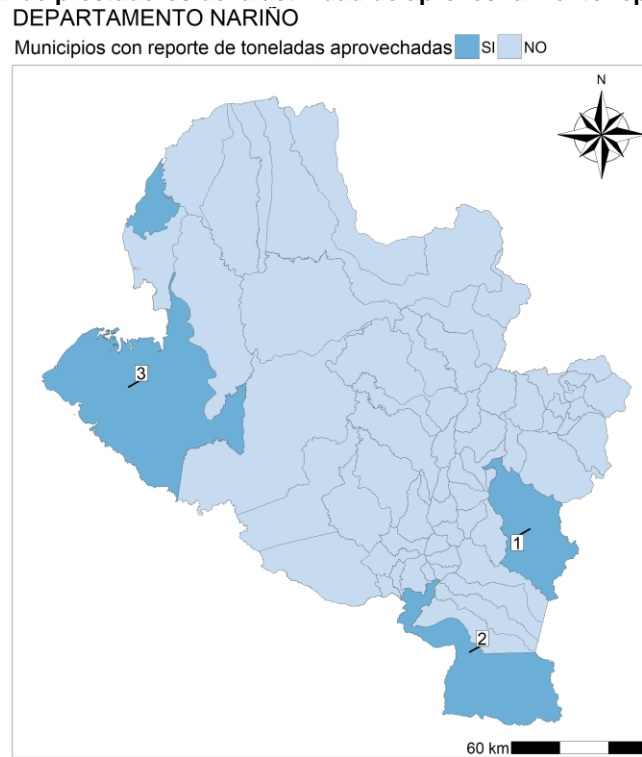 DEPARTAMENTO NARIÑO
Municipios con reporte de toneladas aprovechadas SI NO
N
3
1
2
60 km